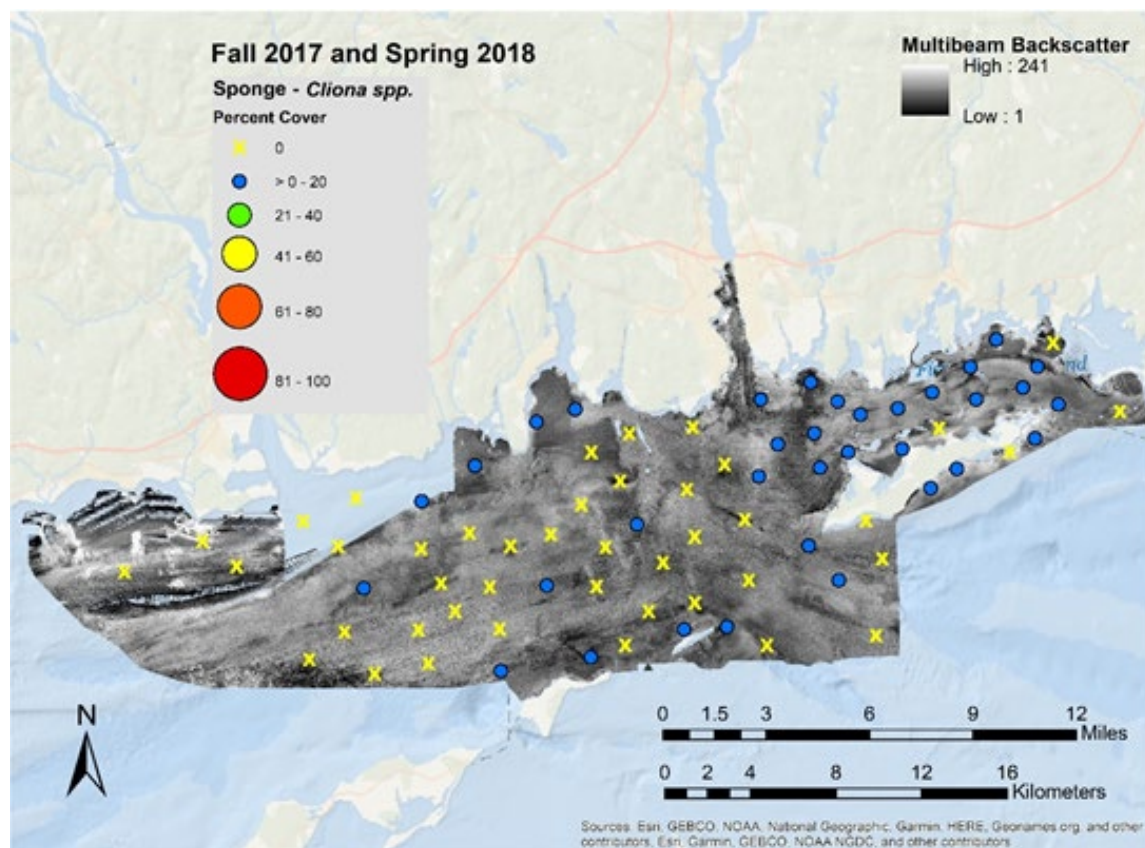 Fall 2017 and Spring 2018
Sponge - Cliona spp.
Percent Cover
0
> 0 - 20
21 - 40
41 - 60
61 - 80
81 - 100
Multibeam Backscatter
High : 241
Low : 1
nd
N
0 1.5 3 6 9 12
Miles
0 2 4 8 12 16
Kilometers
Sources: Esri, GEBCO, NOAA, National Geographic, Garmin, HERE, Geonames.org, and other
contributors, Esri, Garmin, GEBCO, NOAA NGDC, and other contributors